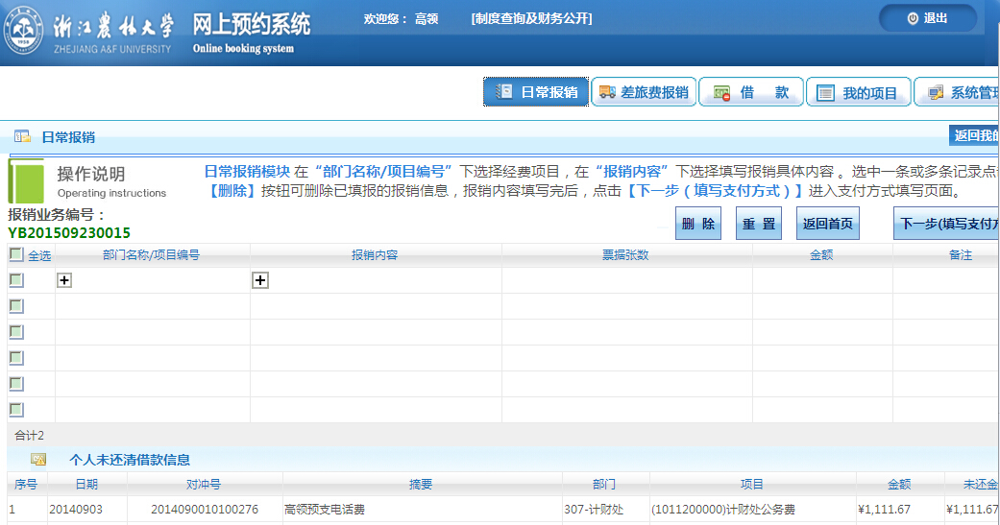 浙江农林大学 网上预约系统 欢迎您： 高领 [制度查询及财务公开] 退出
ZHEJIANG A&F UNIVERSITY Online booking system
日常报销 差旅费报销 借 款 我的项目 系统管理
日常报销 返回我的
操作说明 日常报销模块 在“部门名称/项目编号”下选择经费项目，在“报销内容”下选择填写报销具体内容 。选中一条或多条记录点
Operating instructions 【删除】按钮可删除已填报的报销信息，报销内容填写完后，点击【下一步（填写支付方式）】进入支付方式填写页面。
报销业务编号：
YB201509230015
删 除 重 置 返回首页 下一步(填写支付方
全选 部门名称/项目编号 报销内容 票据张数 金额 备注
合计2
个人未还清借款信息
序号 日期 对冲号 摘要 部门 项目 金额 未还金
1 20140903 2014090010100276 高领预支电话费 307-计财处 (1011200000)计财处公务费 ¥1,111.67 ¥1,111.67